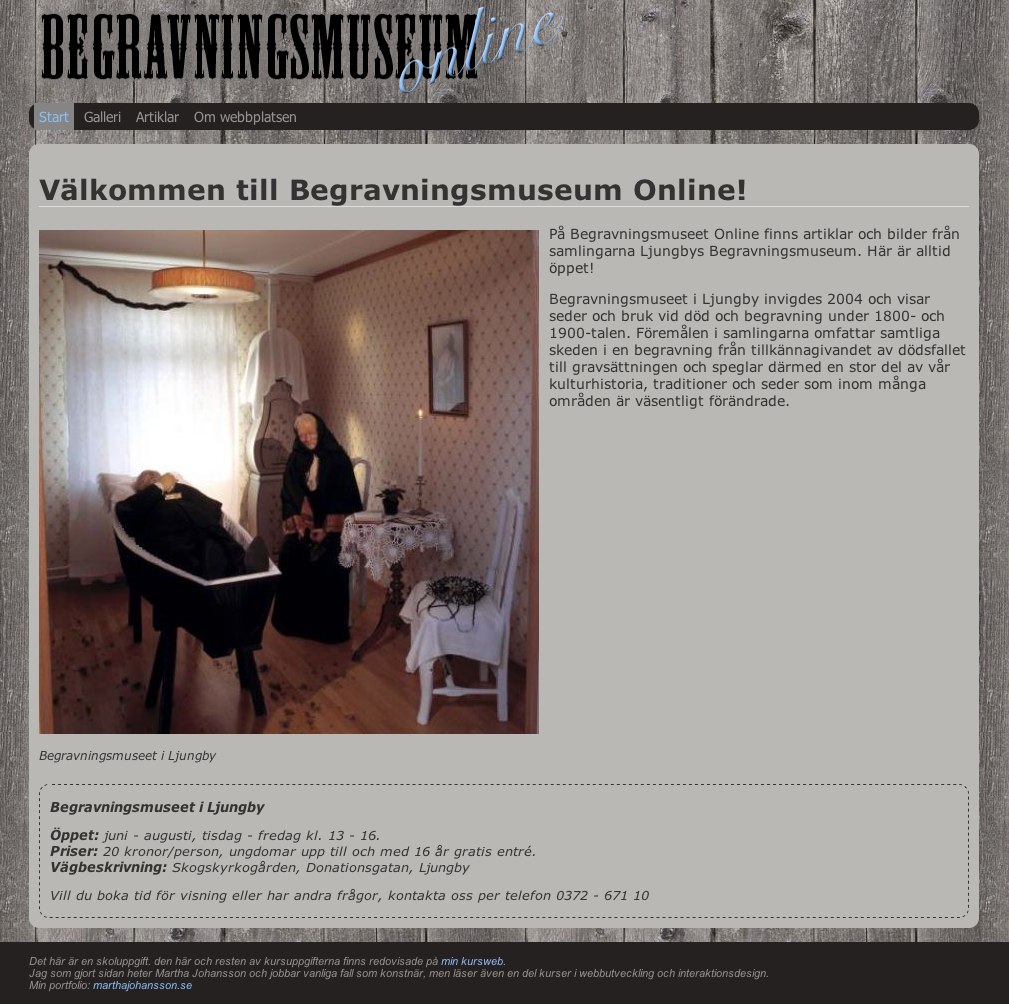 BEGRAVNINGSMUSEUM online
Start Galleri Artiklar Om webbplatsen
Välkommen till Begravningsmuseum Online!
På Begravningsmuseet Online finns artiklar och bilder från
samlingarna Ljungbys Begravningsmuseum. Här är alltid
öppet!
Begravningsmuseet i Ljungby invigdes 2004 och visar
seder och bruk vid död och begravning under 1800- och
1900-talen. Föremålen i samlingarna omfattar samtliga
skeden i en begravning från tillkännagivandet av dödsfallet
till gravsättningen och speglar därmed en stor del av vår
kulturhistoria, traditioner och seder som inom många
områden är väsentligt förändrade.
Begravningsmuseet i Ljungby
Begravningsmuseet i Ljungby
Öppet: juni - augusti, tisdag - fredag kl. 13 - 16.
Priser: 20 kronor/person, ungdomar upp till och med 16 år gratis entré.
Vägbeskrivning: Skogskyrkogården, Donationsgatan, Ljungby
Vill du boka tid för visning eller har andra frågor, kontakta oss per telefon 0372 - 671 10
Det här är en skoluppgift. den här och resten av kursuppgifterna finns redovisade på min kursweb.
Jag som gjort sidan heter Martha Johansson och jobbar vanliga fall som konstnär, men läser även en del kurser i webbutveckling och interaktionsdesign.
Min portfolio: marthajohansson.se